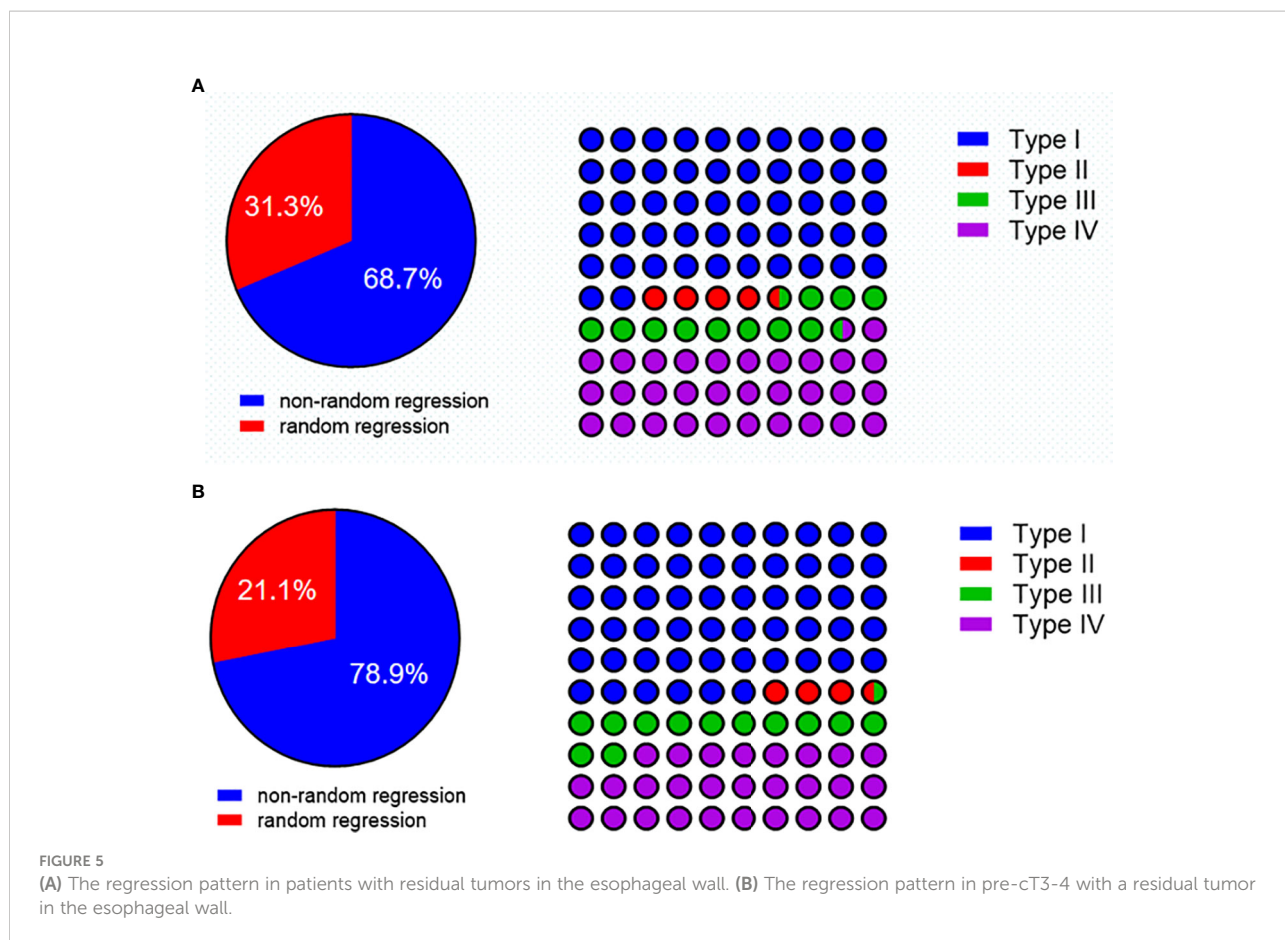 A
31.3%
68.7%
non-random regression
random regression
Type I
Type II
Type III
Type IV
B
21.1%
78.9%
non-random regression
random regression
Type I
Type II
Type III
Type IV
FIGURE 5
(A) The regression pattern in patients with residual tumors in the esophageal wall. (B) The regression pattern in pre-cT3-4 with a residual tumor
in the esophageal wall.